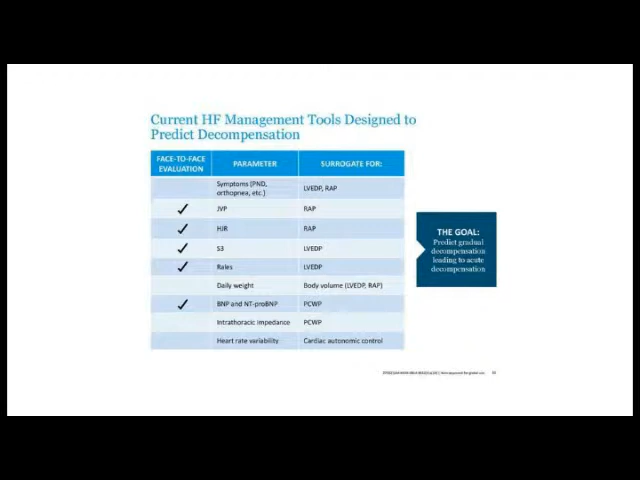 Current HF Management Tools Designed to
Predict Decompensation
FACE-TO-FACE
EVALUATION
PARAMETER
SURROGATE FOR:
Symptoms (PND,
orthopnea, etc.)
LVEDP, RAP
✓ JVP RAP
✓ HJR RAP
✓ S3 LVEDP
✓ Rales LVEDP
Daily weight Body volume (LVEDP, RAP)
✓ BNP and NT-proBNP PCWP
Intrathoracic impedance PCWP
Heart rate variability Cardiac autonomic control
THE GOAL:
Predict gradual
decompensation
leading to acute
decompensation